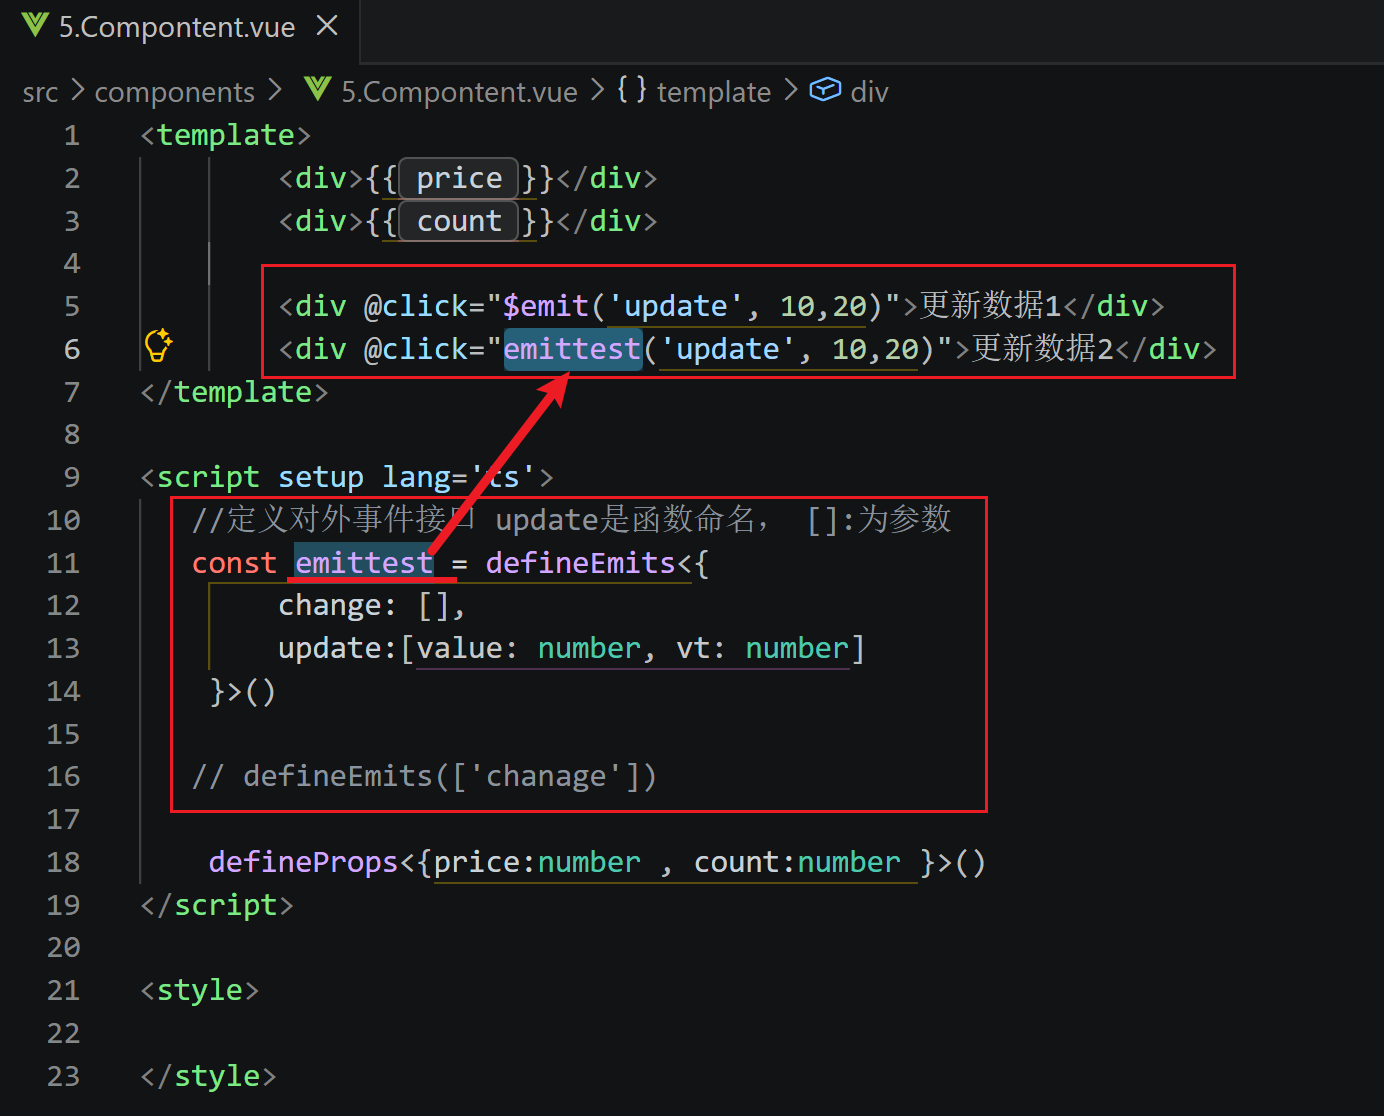 5.Compontent.vue
src > components > 5.Compontent.vue > {} template > div
1 <template>
2 <div>{{ price }}</div>
3 <div>{{ count }}</div>
4
5 <div @click="$emit('update', 10,20)">更新数据1</div>
6 <div @click="emittest('update', 10,20)">更新数据2</div>
7 </template>
8
9 <script setup lang='ts'>
10 //定义对外事件接口 update是函数命名， []:为参数
11 const emittest = defineEmits<{
12 change: [],
13 update:[value: number, vt: number]
14 }>()
15
16 // defineEmits(['chanage'])
17
18 defineProps<{price:number , count:number }>()
19 </script>
20
21 <style>
22
23 </style>